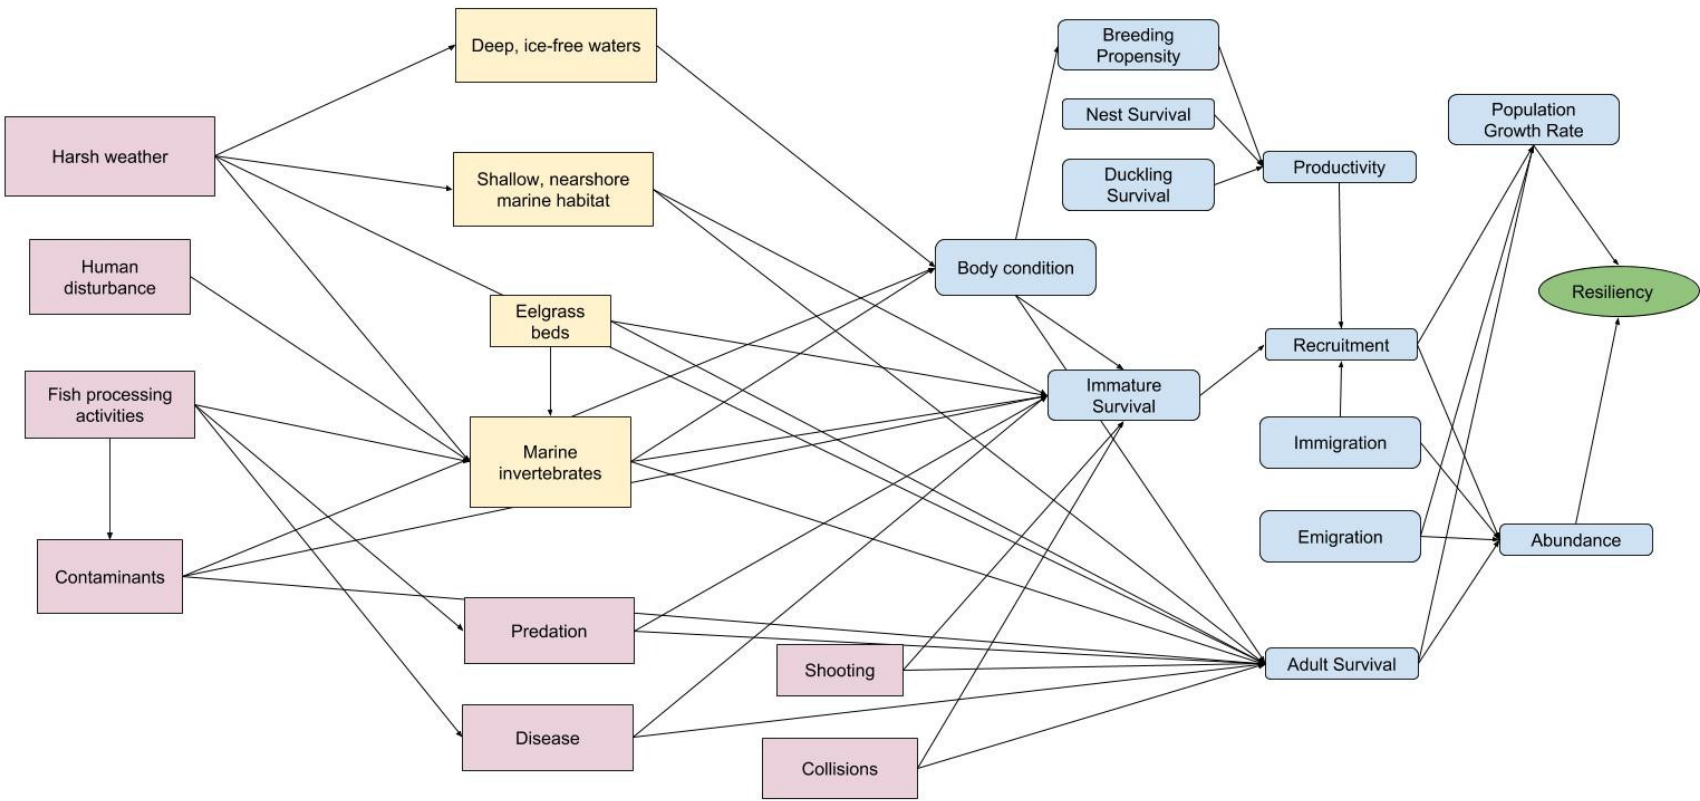 Deep, ice-free waters
Breeding
Propensity
Nest Survival
Population
Growth Rate
Harsh weather
Shallow, nearshore
marine habitat
Duckling
Survival
Productivity
Human
disturbance
Body condition
Resiliency
Eelgrass
beds
Recruitment
Fish processing
activities
Immature
Survival
Marine
invertebrates
Immigration
Contaminants
Emigration
Abundance
Predation
Shooting
Adult Survival
Disease
Collisions